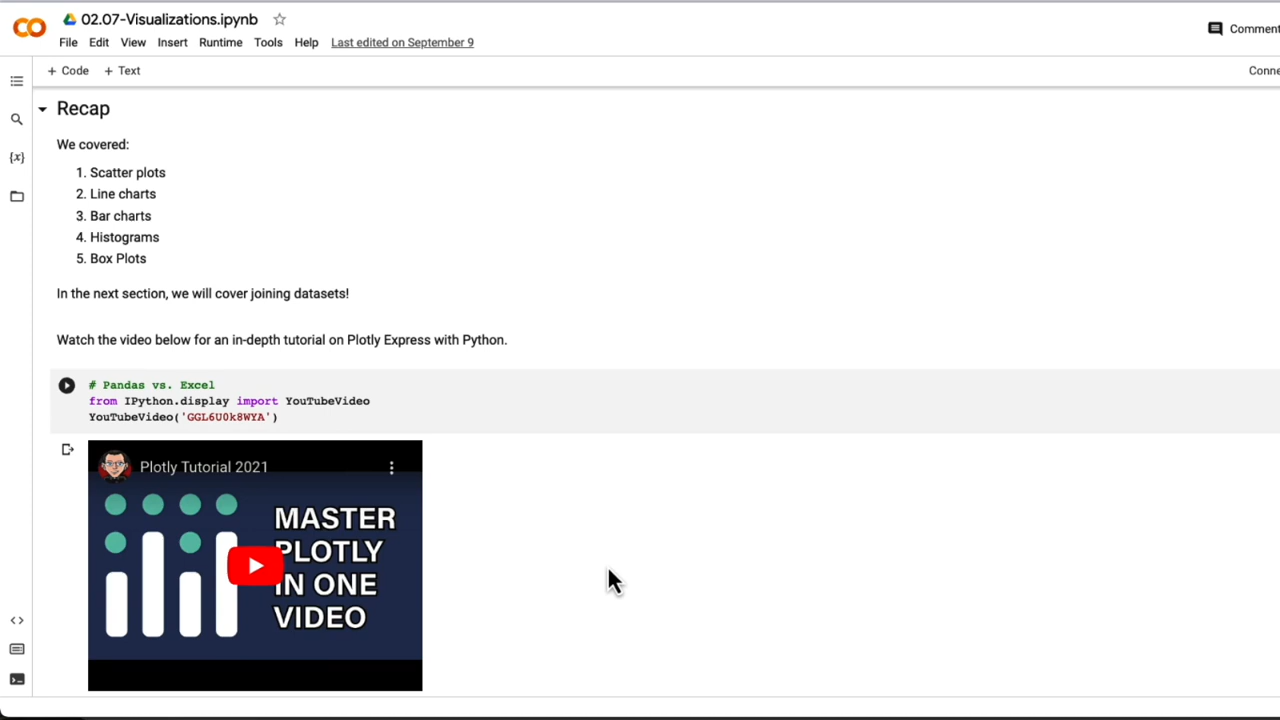 02.07-Visualizations.ipynb
File Edit View Insert Runtime Tools Help Last edited on September 9
Comment
+ Code + Text
Conne
Recap
We covered:
1. Scatter plots
2. Line charts
3. Bar charts
4. Histograms
5. Box Plots
In the next section, we will cover joining datasets!
Watch the video below for an in-depth tutorial on Plotly Express with Python.
# Pandas vs. Excel
from IPython.display import YouTubeVideo
YouTubeVideo('GGL6U0k8WYA')
Plotly Tutorial 2021
MASTER
PLOTLY
IN ONE
VIDEO